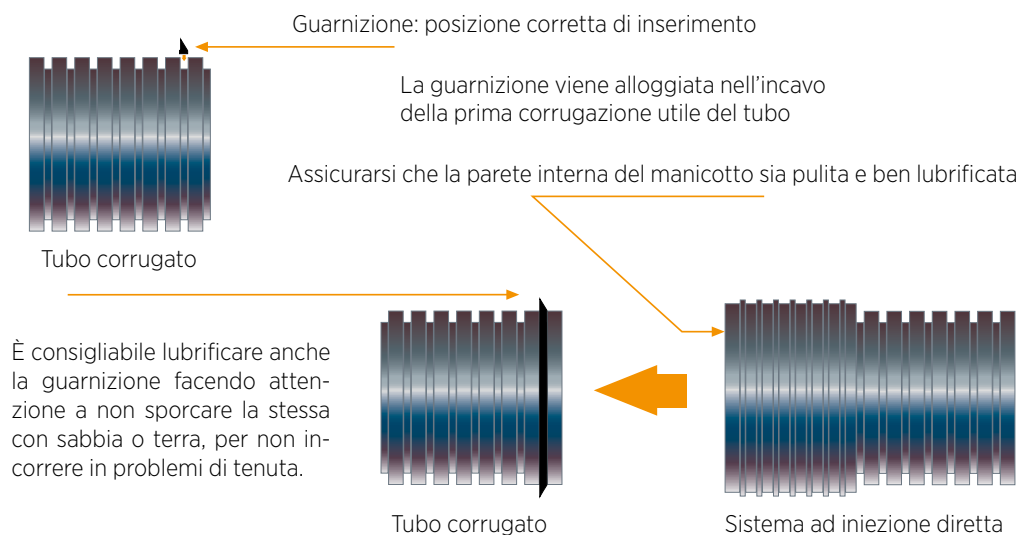 Guarnizione: posizione corretta di inserimento
La guarnizione viene alloggiata nell'incavo
della prima corrugazione utile del tubo
Assicurarsi che la parete interna del manicotto sia pulita e ben lubrificata
Tubo corrugato
È consigliabile lubrificare anche
la guarnizione facendo atten-
zione a non sporcare la stessa
con sabbia o terra, per non in-
correre in problemi di tenuta.
Tubo corrugato
Sistema ad iniezione diretta